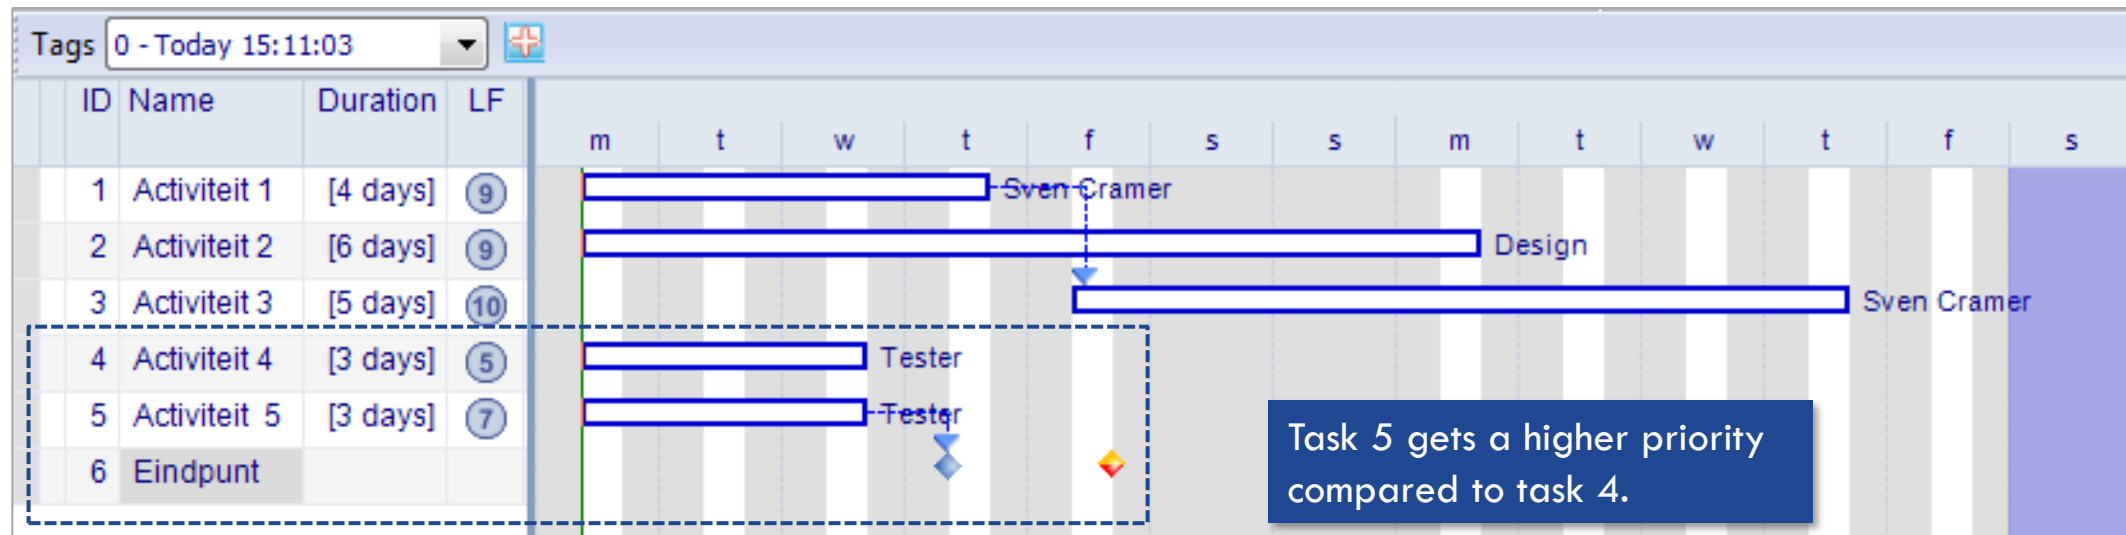 Tags 0 - Today 15:11:03
ID Name Duration LF
m t w t f s s m t w t f s
1 Activiteit 1 [4 days] 9 Sven Cramer
2 Activiteit 2 [6 days] 9 Design
3 Activiteit 3 [5 days] 10 Sven Cramer
4 Activiteit 4 [3 days] 5 Tester
5 Activiteit 5 [3 days] 7 Tester
6 Eindpunt
Task 5 gets a higher priority
compared to task 4.